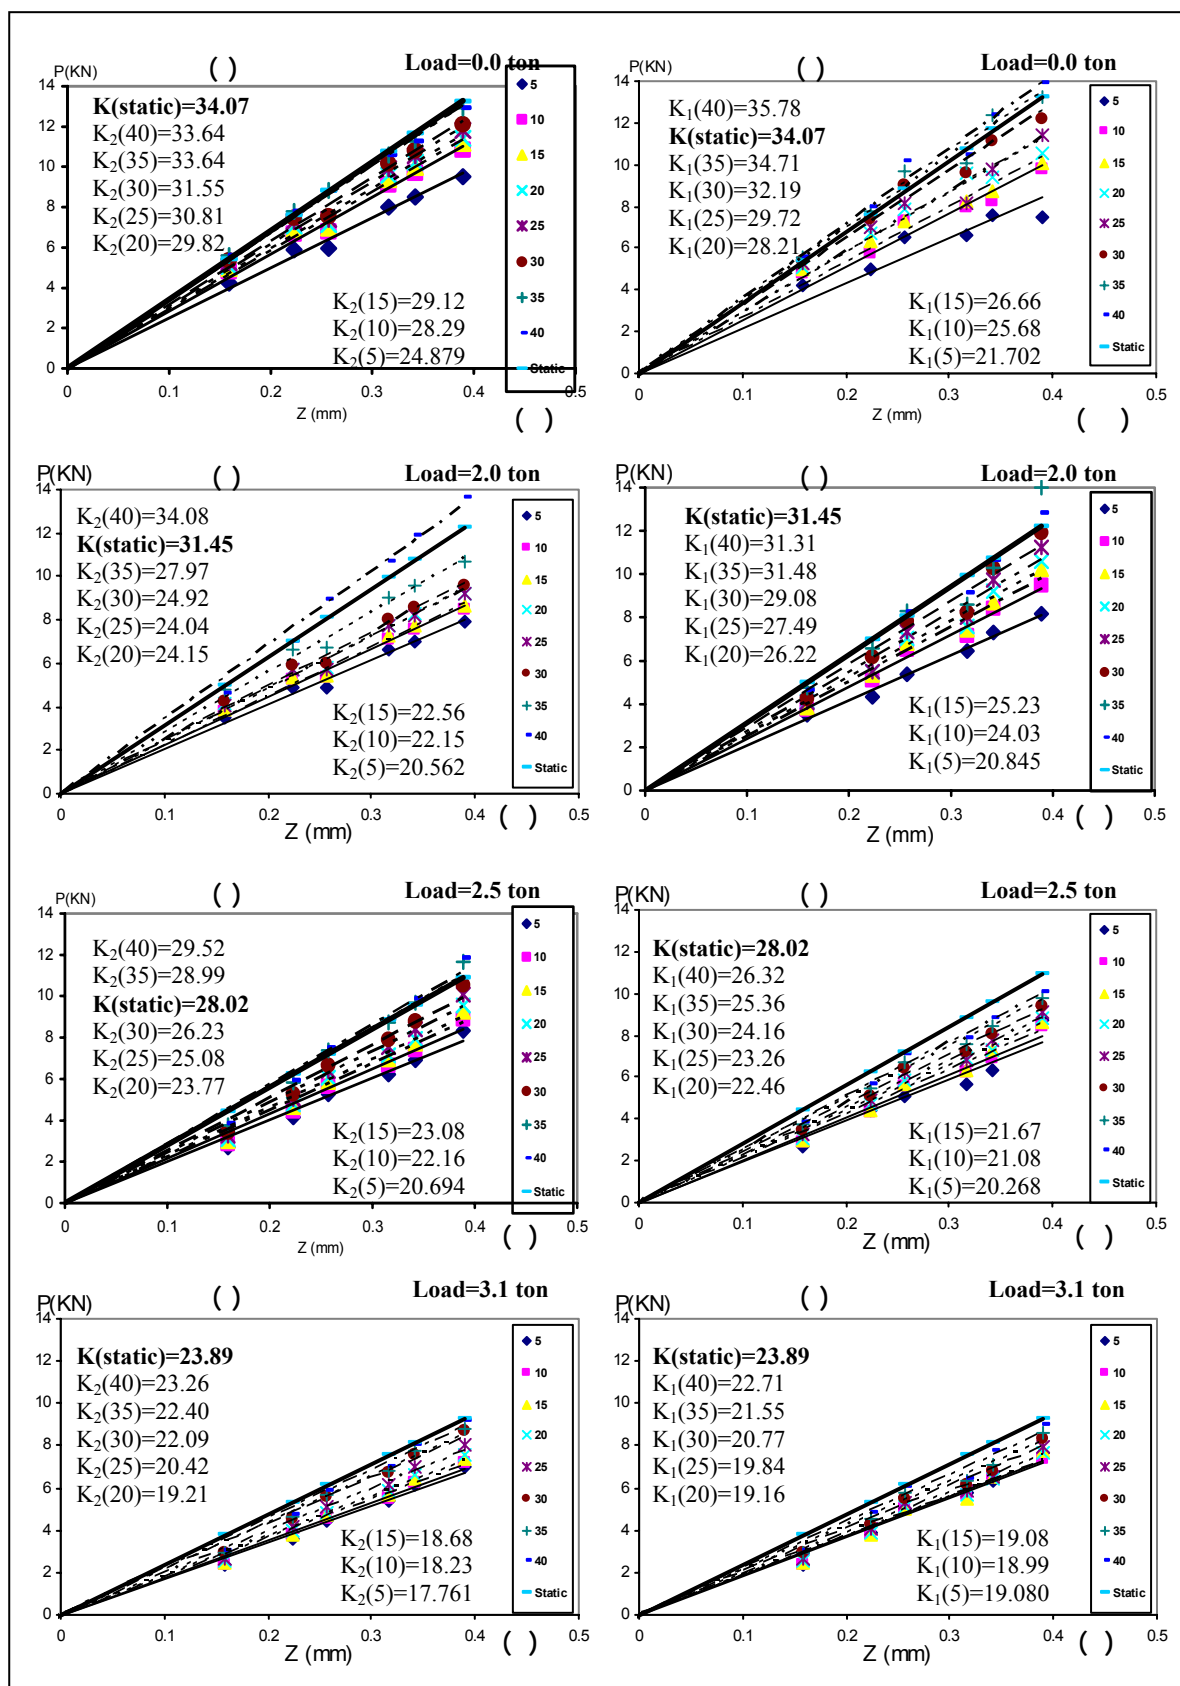 P(KN) ( ) Load=0.0 ton
14
12
10
8
6
4
2
0
K(static)=34.07
K2(40)=33.64
K2(35)=33.64
K2(30)=31.55
K2(25)=30.81
K2(20)=29.82
K2(15)=29.12
K2(10)=28.29
K2(5)=24.879
5
10
15
20
25
30
35
40
Static
0 0.1 0.2 0.3 0.4 0.5
Z (mm) ( )
P(KN) ( ) Load=0.0 ton
14
12
10
8
6
4
2
0
K1(40)=35.78
K(static)=34.07
K1(35)=34.71
K1(30)=32.19
K1(25)=29.72
K1(20)=28.21
K1(15)=26.66
K1(10)=25.68
K1(5)=21.702
5
10
15
20
25
30
35
40
Static
0 0.1 0.2 0.3 0.4 0.5
Z (mm) ( )
P(KN) ( ) Load=2.0 ton
14
12
10
8
6
4
2
0
K2(40)=34.08
K(static)=31.45
K2(35)=27.97
K2(30)=24.92
K2(25)=24.04
K2(20)=24.15
K2(15)=22.56
K2(10)=22.15
K2(5)=20.562
5
10
15
20
25
30
35
40
Static
0 0.1 0.2 0.3 0.4 0.5
Z (mm) ( )
P(KN) ( ) Load=2.0 ton
14
12
10
8
6
4
2
0
K(static)=31.45
K1(40)=31.31
K1(35)=31.48
K1(30)=29.08
K1(25)=27.49
K1(20)=26.22
K1(15)=25.23
K1(10)=24.03
K1(5)=20.845
5
10
15
20
25
30
35
40
Static
0 0.1 0.2 0.3 0.4 0.5
Z (mm) ( )
P(KN) ( ) Load=2.5 ton
14
12
10
8
6
4
2
0
K2(40)=29.52
K2(35)=28.99
K(static)=28.02
K2(30)=26.23
K2(25)=25.08
K2(20)=23.77
K2(15)=23.08
K2(10)=22.16
K2(5)=20.694
5
10
15
20
25
30
35
40
Static
0 0.1 0.2 0.3 0.4 0.5
Z (mm) ( )
P(KN) ( ) Load=2.5 ton
14
12
10
8
6
4
2
0
K(static)=28.02
K1(40)=26.32
K1(35)=25.36
K1(30)=24.16
K1(25)=23.26
K1(20)=22.46
K1(15)=21.67
K1(10)=21.08
K1(5)=20.268
5
10
15
20
25
30
35
40
Static
0 0.1 0.2 0.3 0.4 0.5
Z (mm) ( )
P(KN) ( ) Load=3.1 ton
14
12
10
8
6
4
2
0
K(static)=23.89
K2(40)=23.26
K2(35)=22.40
K2(30)=22.09
K2(25)=20.42
K2(20)=19.21
K2(15)=18.68
K2(10)=18.23
K2(5)=17.761
5
10
15
20
25
30
35
40
Static
0 0.1 0.2 0.3 0.4 0.5
Z (mm) ( )
P(KN) ( ) Load=3.1 ton
14
12
10
8
6
4
2
0
K(static)=23.89
K1(40)=22.71
K1(35)=21.55
K1(30)=20.77
K1(25)=19.84
K1(20)=19.16
K1(15)=19.08
K1(10)=18.99
K1(5)=19.080
5
10
15
20
25
30
35
40
Static
0 0.1 0.2 0.3 0.4 0.5
Z (mm) ( )